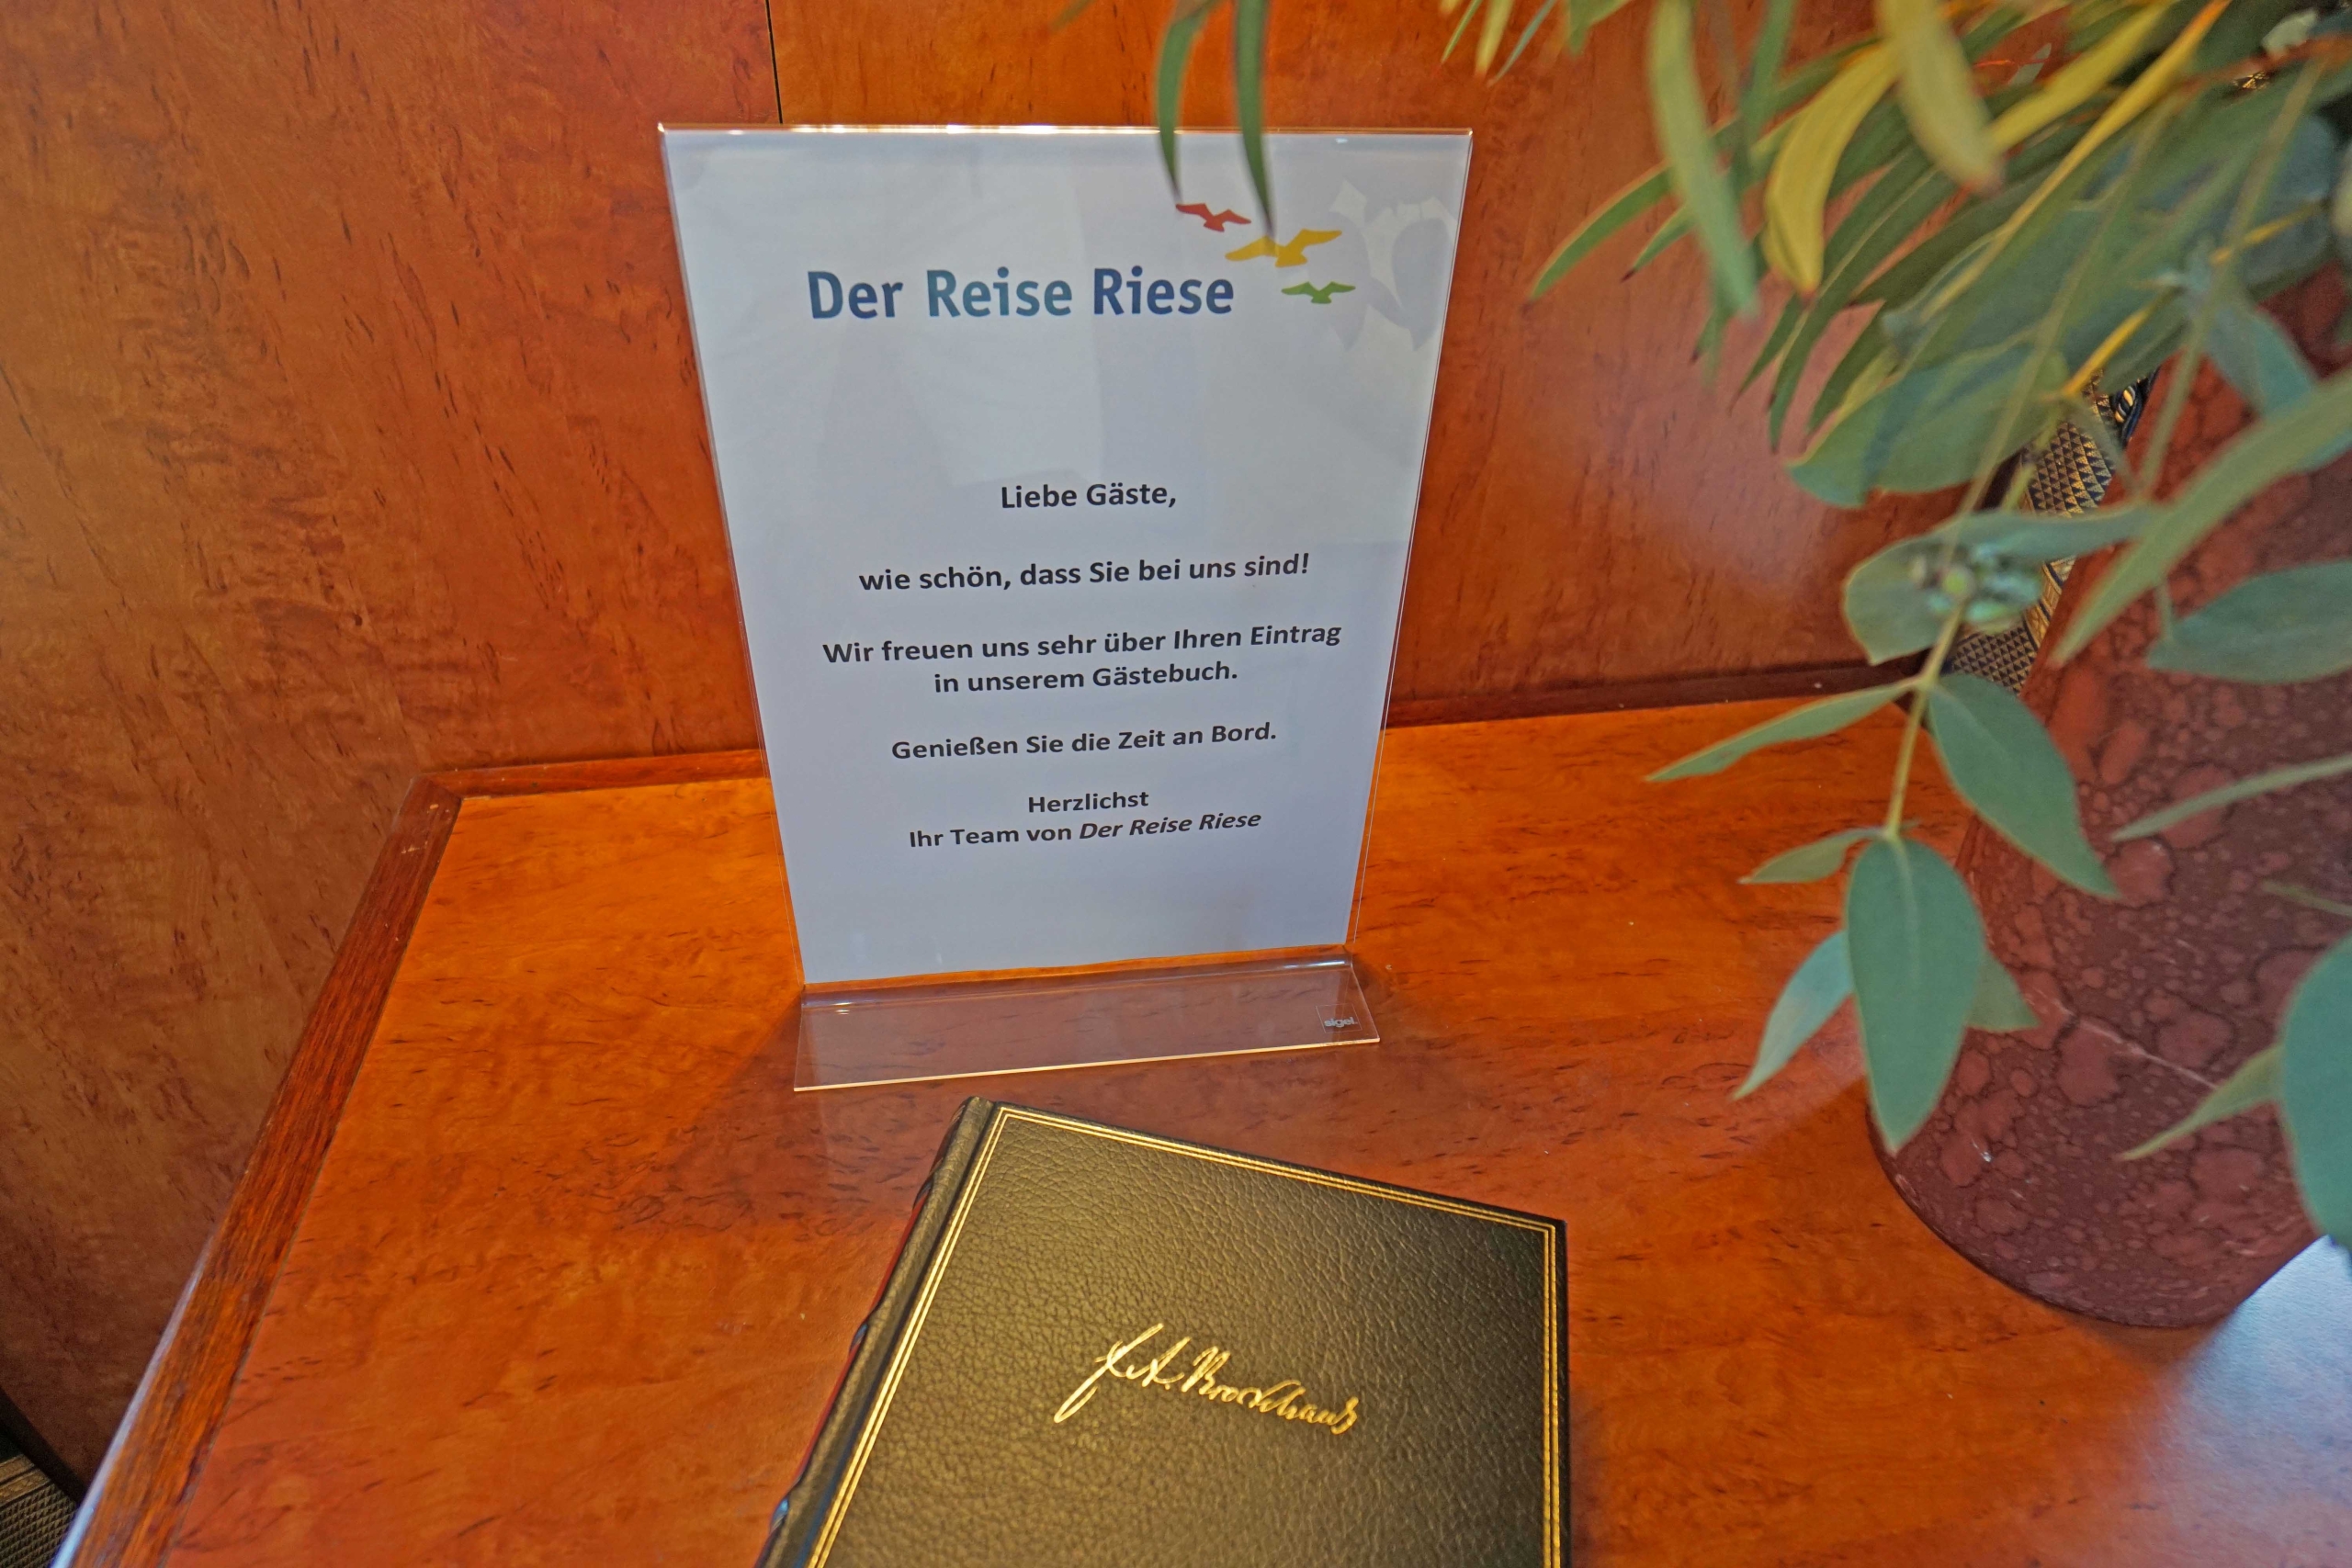 Der Reise Riese
Liebe Gäste,
wie schön, dass Sie bei uns sind!
Wir freuen uns sehr über Ihren Eintrag
in unserem Gästebuch.
Genießen Sie die Zeit an Bord.
Herzlichst
Ihr Team von Der Reise Riese
sigel
F. A. Brockhaus